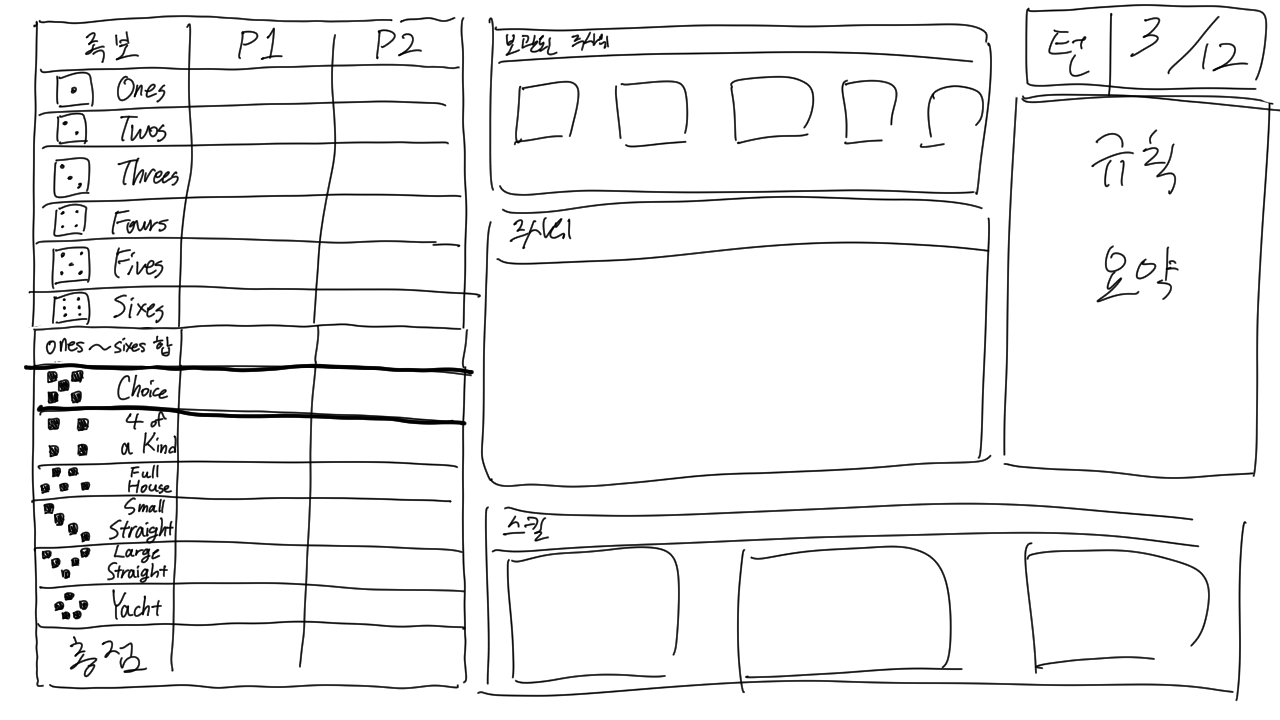 족보 P1 P2
Ones
Twos
Threes
Fours
Fives
Sixes
ones ~ sixes 합
Choice
4 of
a Kind
Full
House
Small
Straight
Large
Straight
Yacht
총점
보관된 주사위
주사위
스킬
턴 3/12
규칙
요약